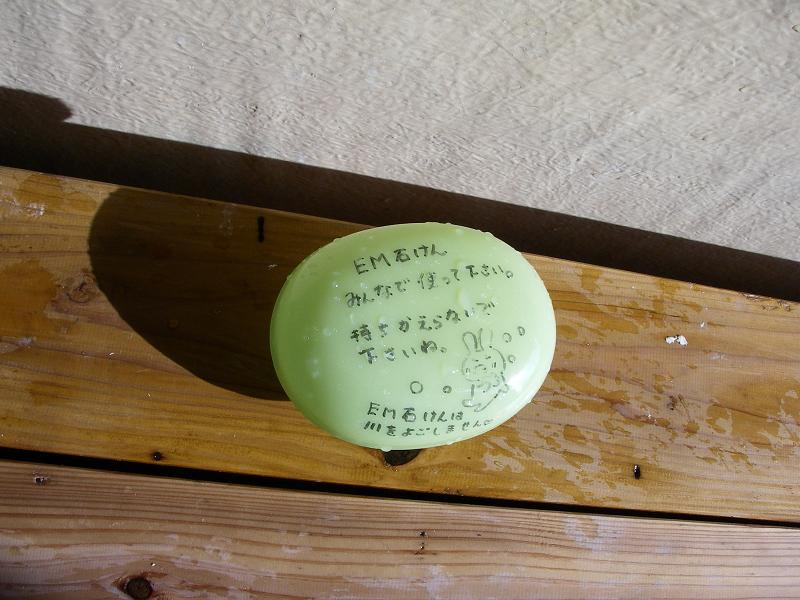 EM石けん
みんなで使って下さい。
持ちかえらないで
下さいね。
EM石けんは
川をよごしません。